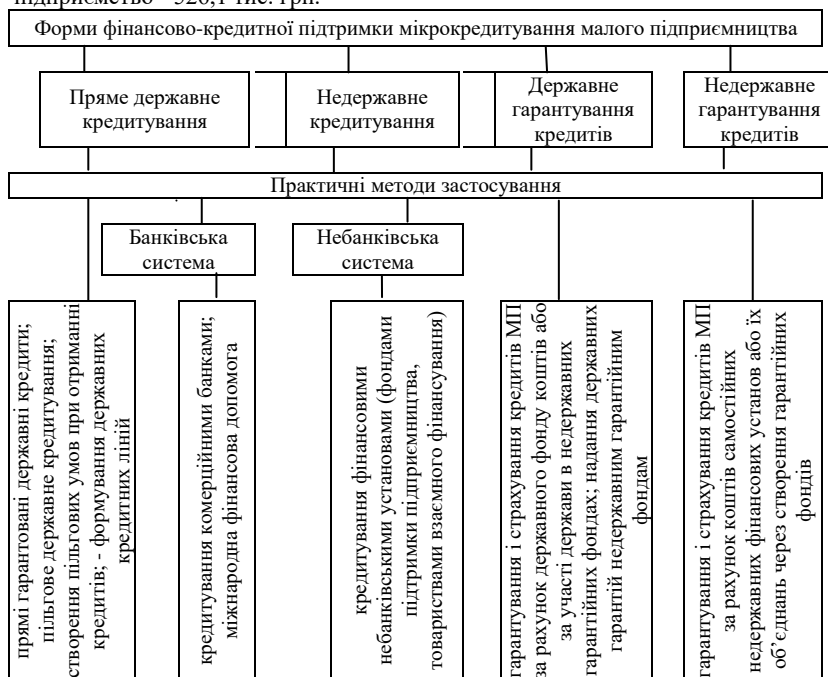 підприємство - 526,1 тис. грн.
Форми фінансово-кредитної підтримки мікрокредитування малого підприємництва
Пряме державне
кредитування
Недержавне
кредитування
Державне
гарантування
кредитів
Недержавне
гарантування
кредитів
Практичні методи застосування
Банківська
система
Небанківська
система
прямі гарантовані державні кредити;
пільгове державне кредитування;
створення пільгових умов при отриманні
кредитів; - формування державних
кредитних ліній
кредитування комерційними банками;
міжнародна фінансова допомога
кредитування фінансовими
небанківськими установами (фондами
підтримки підприємництва,
товариствами взаємного фінансування)
гарантування і страхування кредитів МП
за рахунок державного фонду коштів або
за участі держави в недержавних
гарантійних фондах; надання державних
гарантій недержавним гарантійним
фондам
гарантування і страхування кредитів МП
за рахунок коштів самостійних
недержавних фінансових установ або їх
об’єднань через створення гарантійних
фондів